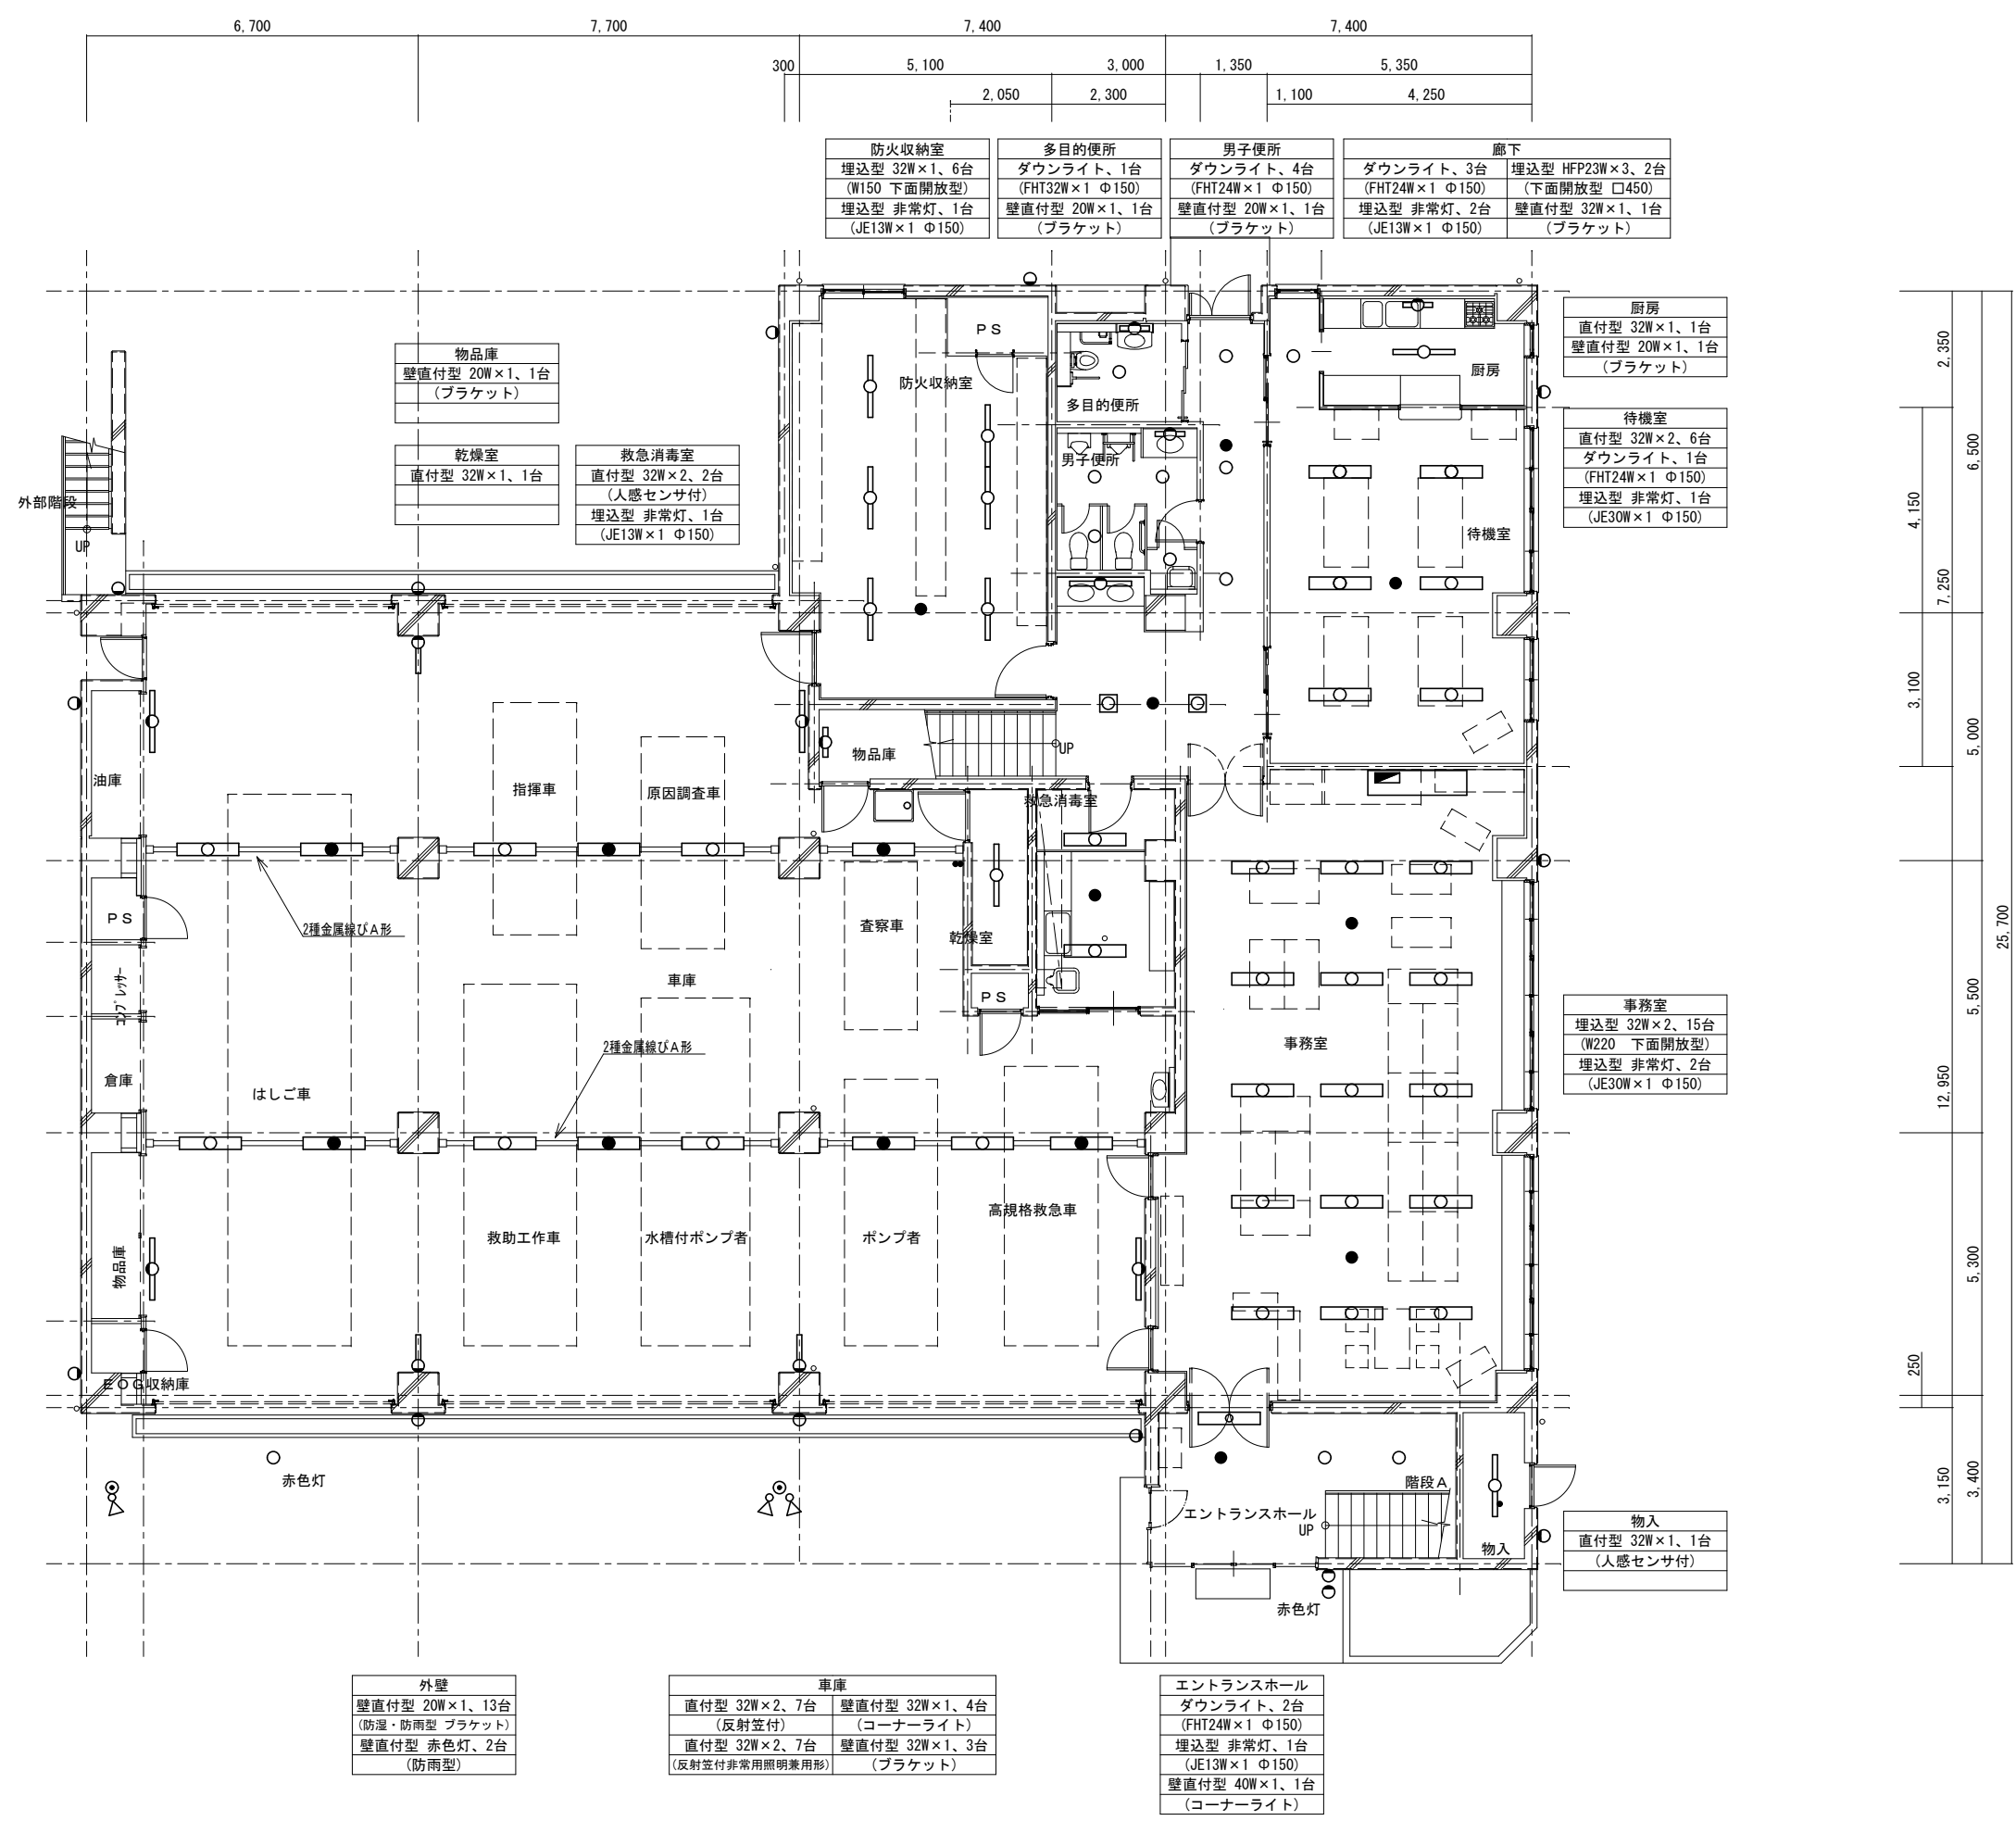 6,700
7,700
7,400
7,400
300
5,100
3,000
1,350
5,350
2,050
2,300
1,100
4,250
防火収納室
埋込型 32W×1、6台
(W150 下面開放型)
埋込型 非常灯、1台
(JE13W×1 Φ150)
多目的便所
ダウンライト、1台
(FHT32W×1 Φ150)
壁直付型 20W×1、1台
(ブラケット)
男子便所
ダウンライト、4台
(FHT24W×1 Φ150)
壁直付型 20W×1、1台
(ブラケット)
廊下
ダウンライト、3台
(FHT24W×1 Φ150)
埋込型 非常灯、2台
(JE13W×1 Φ150)
埋込型 HFP23W×3、2台
(下面開放型 口450)
壁直付型 32W×1、1台
(ブラケット)
物品庫
壁直付型 20W×1、1台
(ブラケット)
乾燥室
直付型 32W×1、1台
救急消毒室
直付型 32W×2、2台
(人感センサ付)
埋込型 非常灯、1台
(JE13W×1 Φ150)
厨房
直付型 32W×1、1台
壁直付型 20W×1、1台
(ブラケット)
待機室
直付型 32W×2、6台
ダウンライト、1台
(FHT24W×1 Φ150)
埋込型 非常灯、1台
(JE30W×1 Φ150)
外部階段
UP
PS
防火収納室
多目的便所
男子便所
厨房
待機室
物品庫
UP
油庫
指揮車
原因調査車
救急消毒室
PS
2種金属線ぴA形
査察車
乾燥室
コンプレッサー
車庫
PS
倉庫
はしご車
2種金属線ぴA形
事務室
事務室
埋込型 32W×2、15台
(W220 下面開放型)
埋込型 非常灯、2台
(JE30W×1 Φ150)
物品庫
救助工作車
水槽付ポンプ者
ポンプ者
高規格救急車
EOG収納庫
赤色灯
階段A
エントランスホール
UP
物入
赤色灯
物入
直付型 32W×1、1台
(人感センサ付)
2,350
6,500
4,150
7,250
3,100
5,000
25,700
5,500
12,950
5,300
250
3,150
3,400
外壁
壁直付型 20W×1、13台
(防湿・防雨型 ブラケット)
壁直付型 赤色灯、2台
(防雨型)
車庫
直付型 32W×2、7台
(反射笠付)
直付型 32W×2、7台
(反射笠付非常用照明兼用形)
壁直付型 32W×1、4台
(コーナーライト)
壁直付型 32W×1、3台
(ブラケット)
エントランスホール
ダウンライト、2台
(FHT24W×1 Φ150)
埋込型 非常灯、1台
(JE13W×1 Φ150)
壁直付型 40W×1、1台
(コーナーライト)